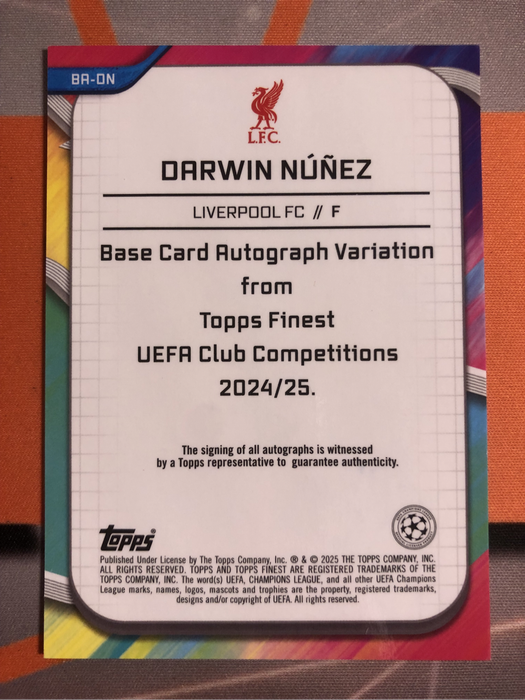 BA-DN
L.F.C.
DARWIN NÚÑEZ
LIVERPOOL FC // F
Base Card Autograph Variation
from
Topps Finest
UEFA Club Competitions
2024/25.
The signing of all autographs is witnessed
by a Topps representative to guarantee authenticity.
Topps®
Published Under License by The Topps Company, Inc. ® & © 2025 THE TOPPS COMPANY, INC.
ALL RIGHTS RESERVED. TOPPS AND TOPPS FINEST ARE REGISTERED TRADEMARKS OF THE
TOPPS COMPANY, INC. The word(s) UEFA, CHAMPIONS LEAGUE, and all other UEFA Champions
League marks, names, logos, mascots and trophies are the property, registered trademarks,
designs and/or copyright of UEFA. All rights reserved.